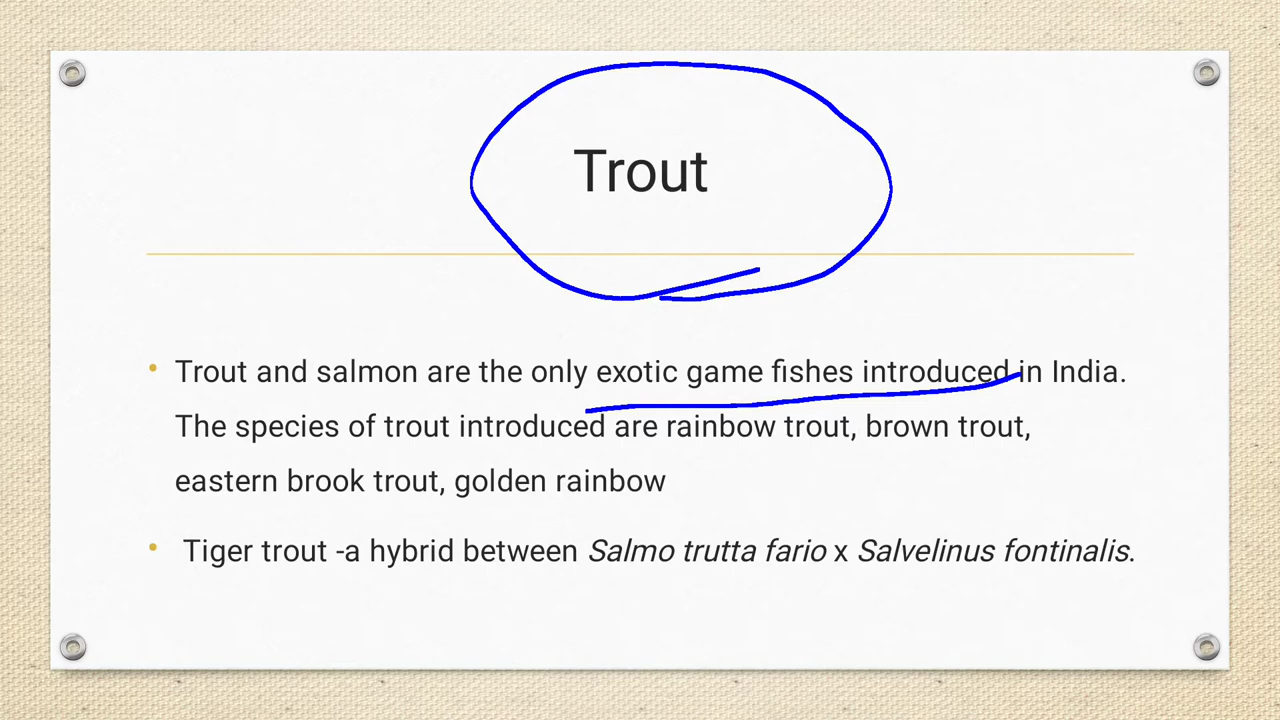 Trout
• Trout and salmon are the only exotic game fishes introduced in India.
The species of trout introduced are rainbow trout, brown trout,
eastern brook trout, golden rainbow
• Tiger trout -a hybrid between Salmo trutta fario x Salvelinus fontinalis.